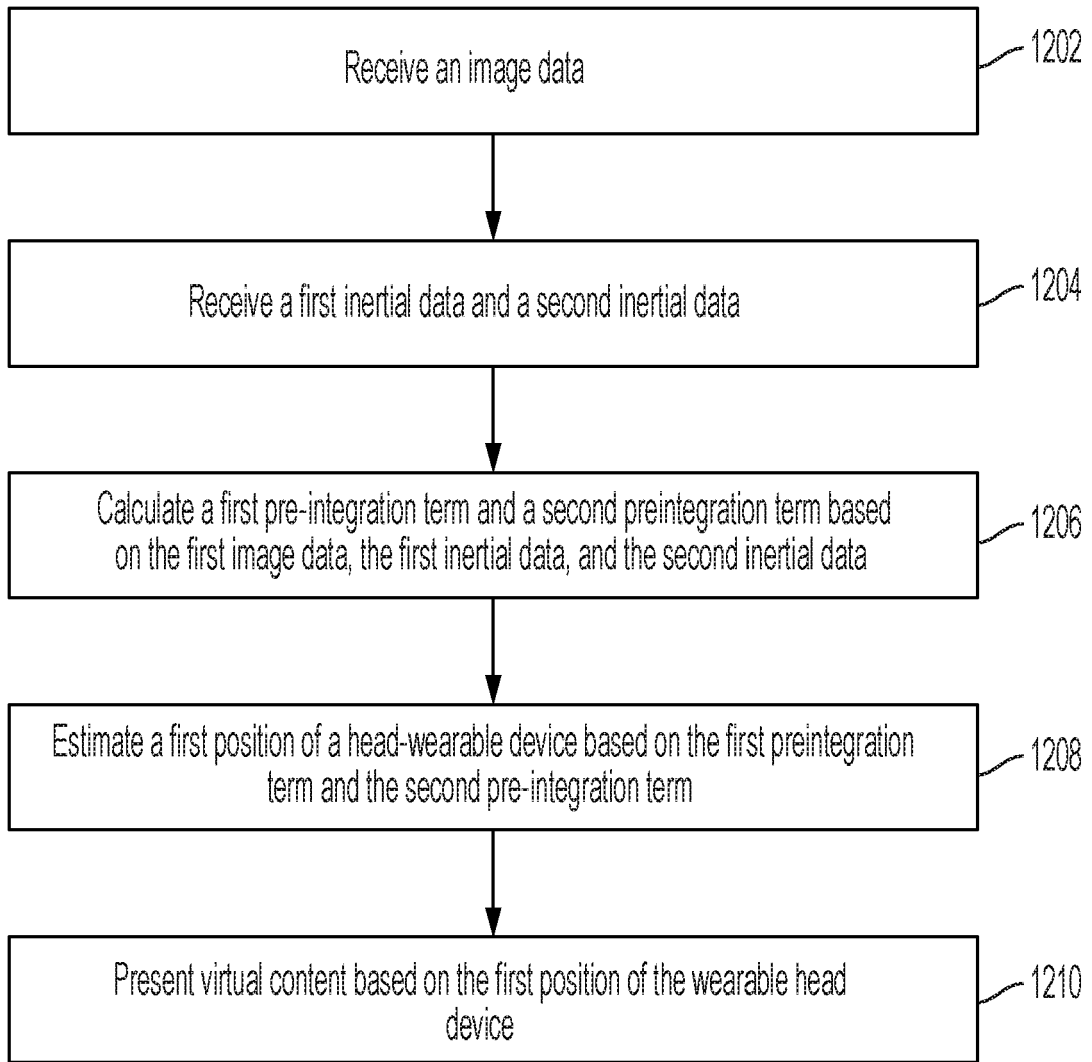 Receive an image data
1202
Receive a first inertial data and a second inertial data
1204
Calculate a first pre-integration term and a second preintegration term based
on the first image data, the first inertial data, and the second inertial data
1206
Estimate a first position of a head-wearable device based on the first preintegration
term and the second pre-integration term
1208
Present virtual content based on the first position of the wearable head
device
1210